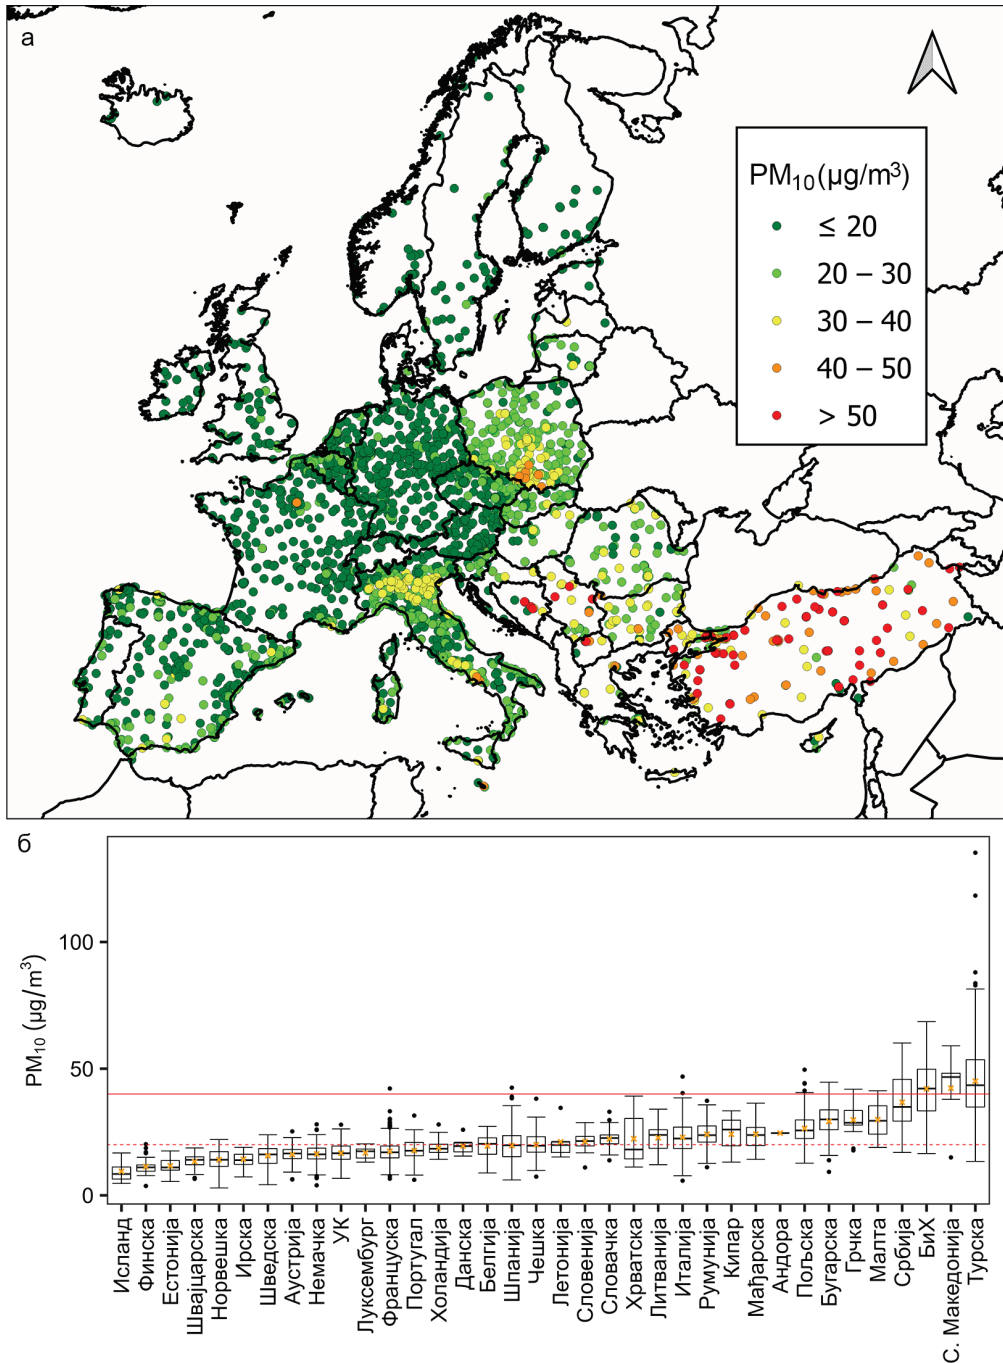 а
PM₁₀(µg/m³)
≤ 20
20 – 30
30 – 40
40 – 50
> 50
б
PM₁₀ (µg/m³)
100
50
0
Исланд
Финска
Естонија
Швајцарска
Норвешка
Ирска
Шведска
Аустрија
Немачка
УК
Луксембург
Француска
Португал
Холандија
Данска
Белгија
Шпанија
Чешка
Летонија
Словенија
Словачка
Хрватска
Литванија
Италија
Румунија
Кипар
Мађарска
Андора
Пољска
Бугарска
Грчка
Малта
Србија
БиХ
С. Македонија
Турска